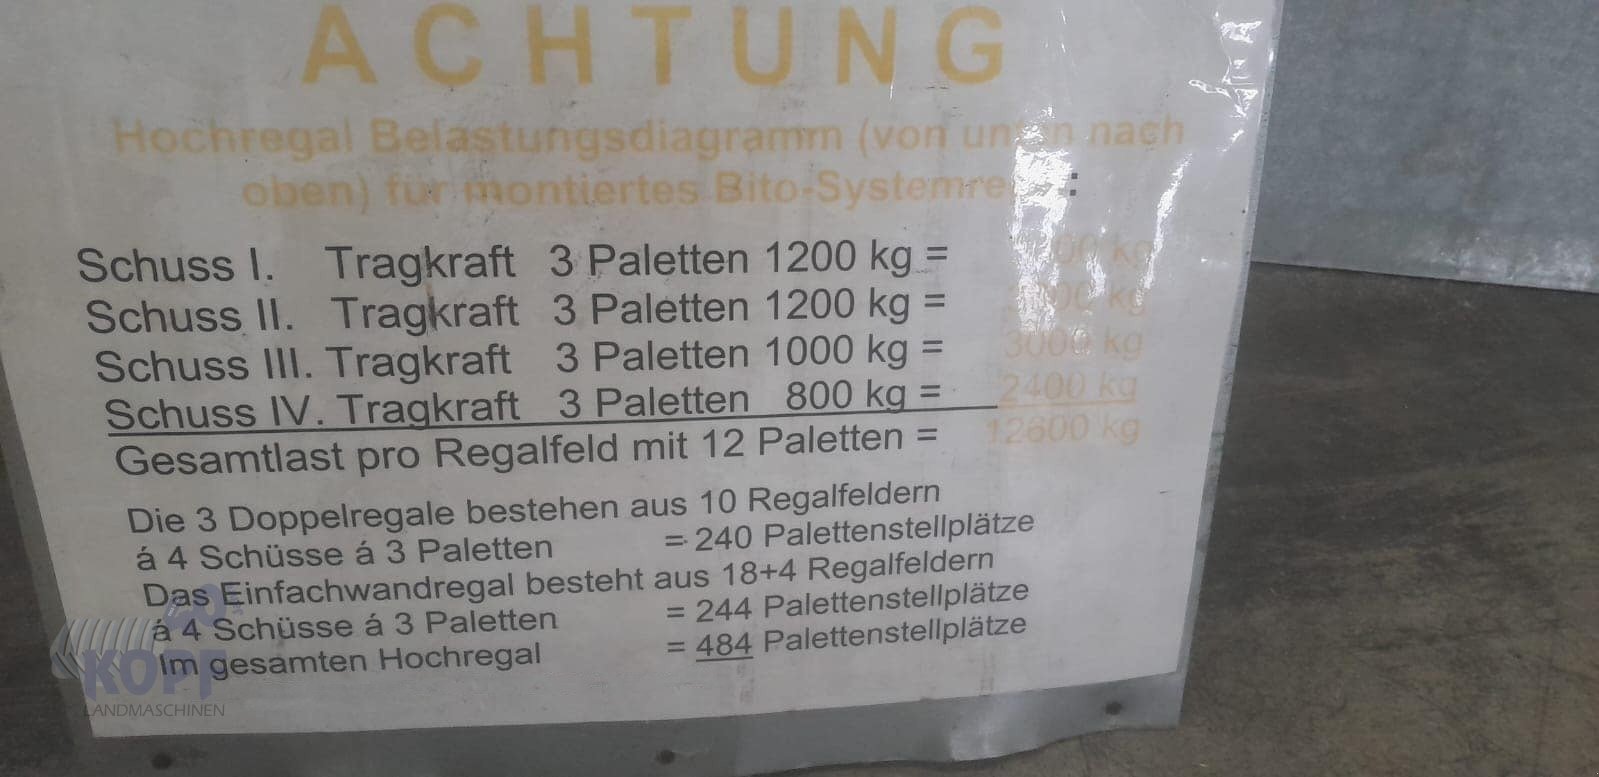 ACHTUNG
Hochregal Belastungsdiagramm (von unten nach
oben) für montiertes Bito-Systemre :
Schuss I. Tragkraft 3 Paletten 1200 kg = kg
Schuss II. Tragkraft 3 Paletten 1200 kg = kg
Schuss III. Tragkraft 3 Paletten 1000 kg = 3000 kg
Schuss IV. Tragkraft 3 Paletten 800 kg = 2400 kg
Gesamtlast pro Regalfeld mit 12 Paletten = 12600 kg
Die 3 Doppelregale bestehen aus 10 Regalfeldern
á 4 Schüsse á 3 Paletten = 240 Palettenstellplätze
Das Einfachwandregal besteht aus 18+4 Regalfeldern
á 4 Schüsse á 3 Paletten = 244 Palettenstellplätze
Im gesamten Hochregal = 484 Palettenstellplätze
KOPF
LANDMASCHINEN